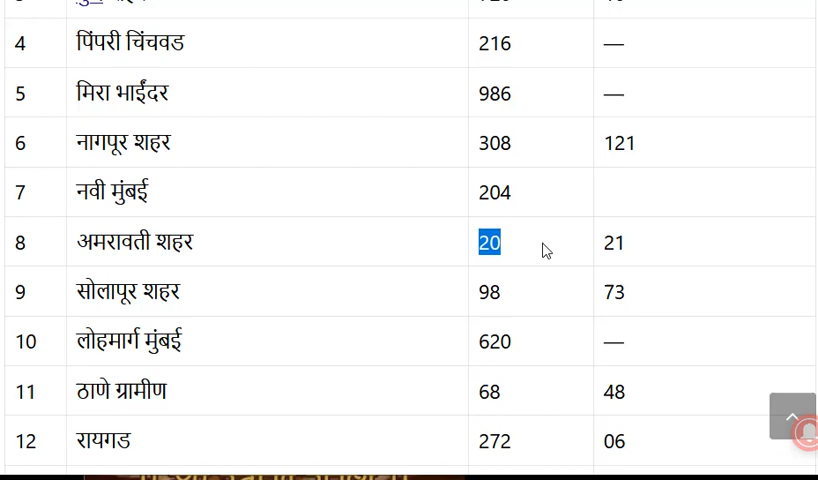 4 पिंपरी चिंचवड 216 —
5 मिरा भाईंदर 986 —
6 नागपूर शहर 308 121
7 नवी मुंबई 204
8 अमरावती शहर 20 21
9 सोलापूर शहर 98 73
10 लोहमार्ग मुंबई 620 —
11 ठाणे ग्रामीण 68 48
12 रायगड 272 06